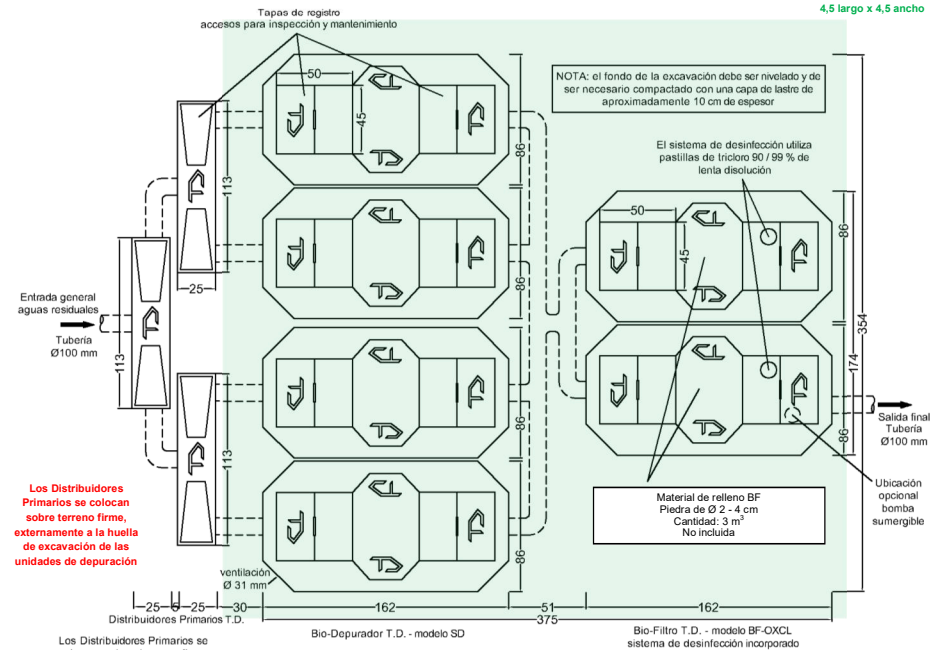 4,5 largo x 4,5 ancho
Tapas de registro
accesos para inspección y mantenimiento
NOTA: el fondo de la excavación debe ser nivelado y de
ser necesario compactado con una capa de lastre de
aproximadamente 10 cm de espesor
El sistema de desinfección utiliza
pastillas de tricloro 90 / 99 % de
lenta disolución
50
45
86
113
25
86
50
45
86
Entrada general
aguas residuales
Tubería
Ø100 mm
113
354
174
86
86
Salida final
Tubería
Ø100 mm
113
86
Los Distribuidores
Primarios se colocan
sobre terreno firme,
externamente a la huella
de excavación de las
unidades de depuración
Material de relleno BF
Piedra de Ø 2 - 4 cm
Cantidad: 3 m³
No incluida
Ubicación
opcional
bomba
sumergible
ventilación
Ø 31 mm
25
5
25
30
162
51
162
375
Distribuidores Primarios T.D.
Bio-Depurador T.D. - modelo SD
Bio-Filtro T.D. - modelo BF-OXCL
sistema de desinfección incorporado
Los Distribuidores Primarios se